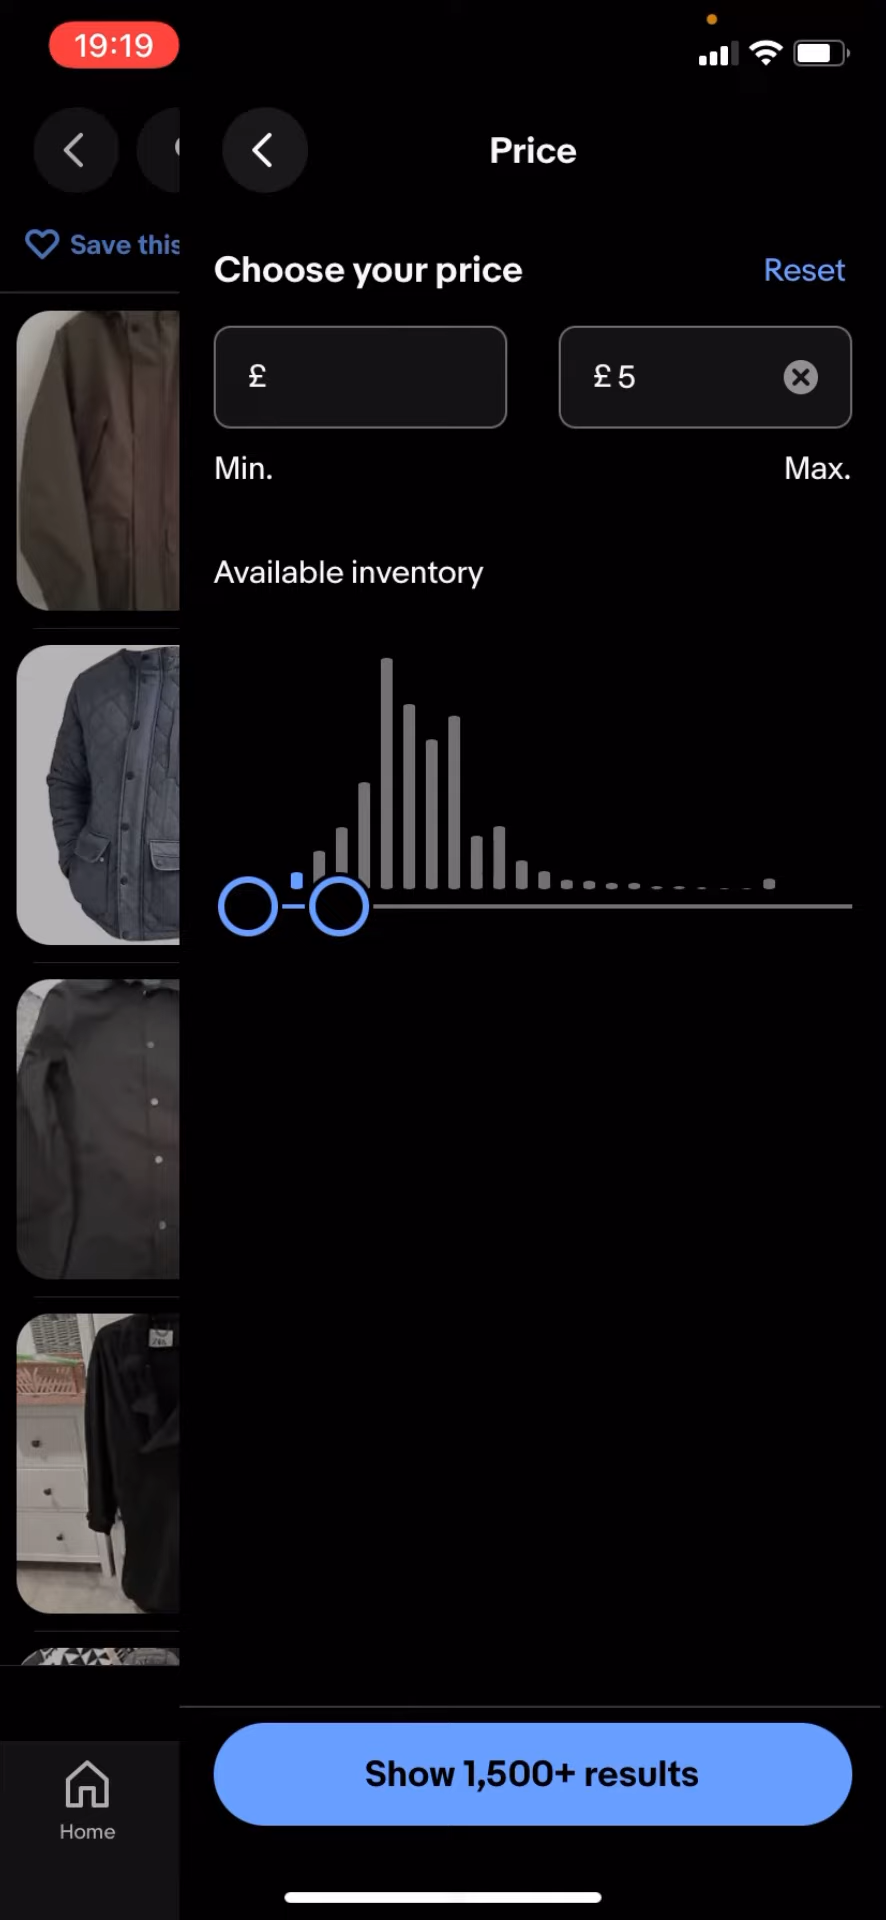 19:19
Price
Save this
Choose your price
Reset
£
£ 5
Min.
Max.
Available inventory
Show 1,500+ results
Home